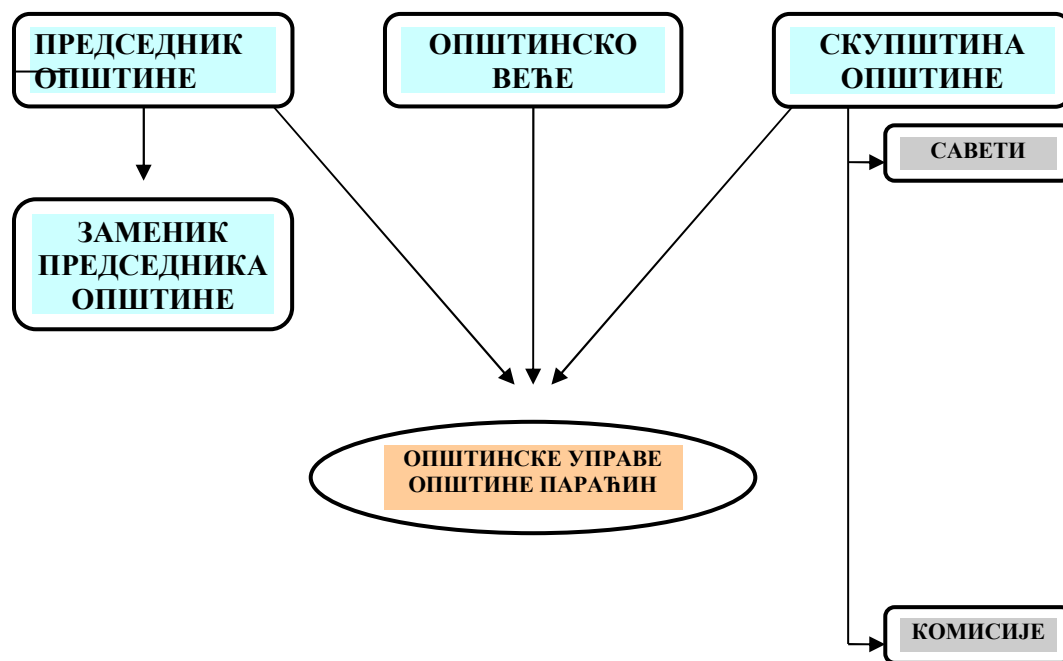 ПРЕДСЕДНИК
ОПШТИНЕ
ОПШТИНСКО
ВЕЋЕ
СКУПШТИНА
ОПШТИНЕ
САВЕТИ
ЗАМЕНИК
ПРЕДСЕДНИКА
ОПШТИНЕ
ОПШТИНСКЕ УПРАВЕ
ОПШТИНЕ ПАРАЋИН
КОМИСИЈЕ